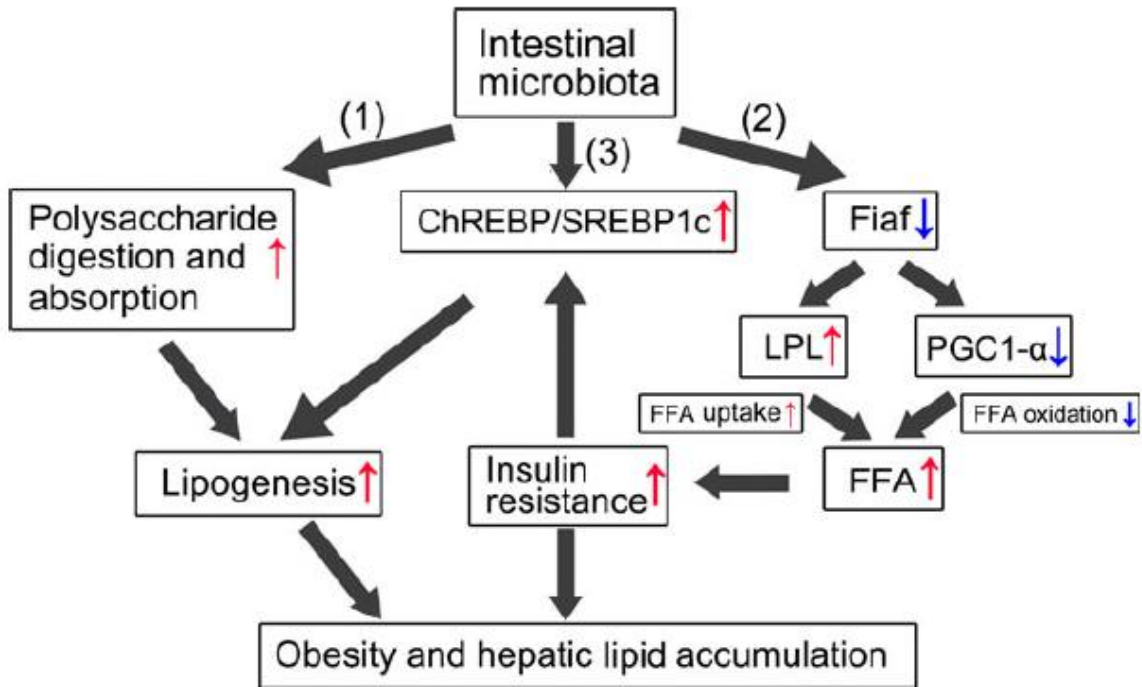 Intestinal
microbiota
(1)
(2)
(3)
Polysaccharide
digestion and ↑
absorption
ChREBP/SREBP1c↑
Fiaf↓
LPL↑
PGC1-α↓
FFA uptake↑
FFA oxidation↓
Lipogenesis↑
Insulin
resistance↑
FFA↑
Obesity and hepatic lipid accumulation